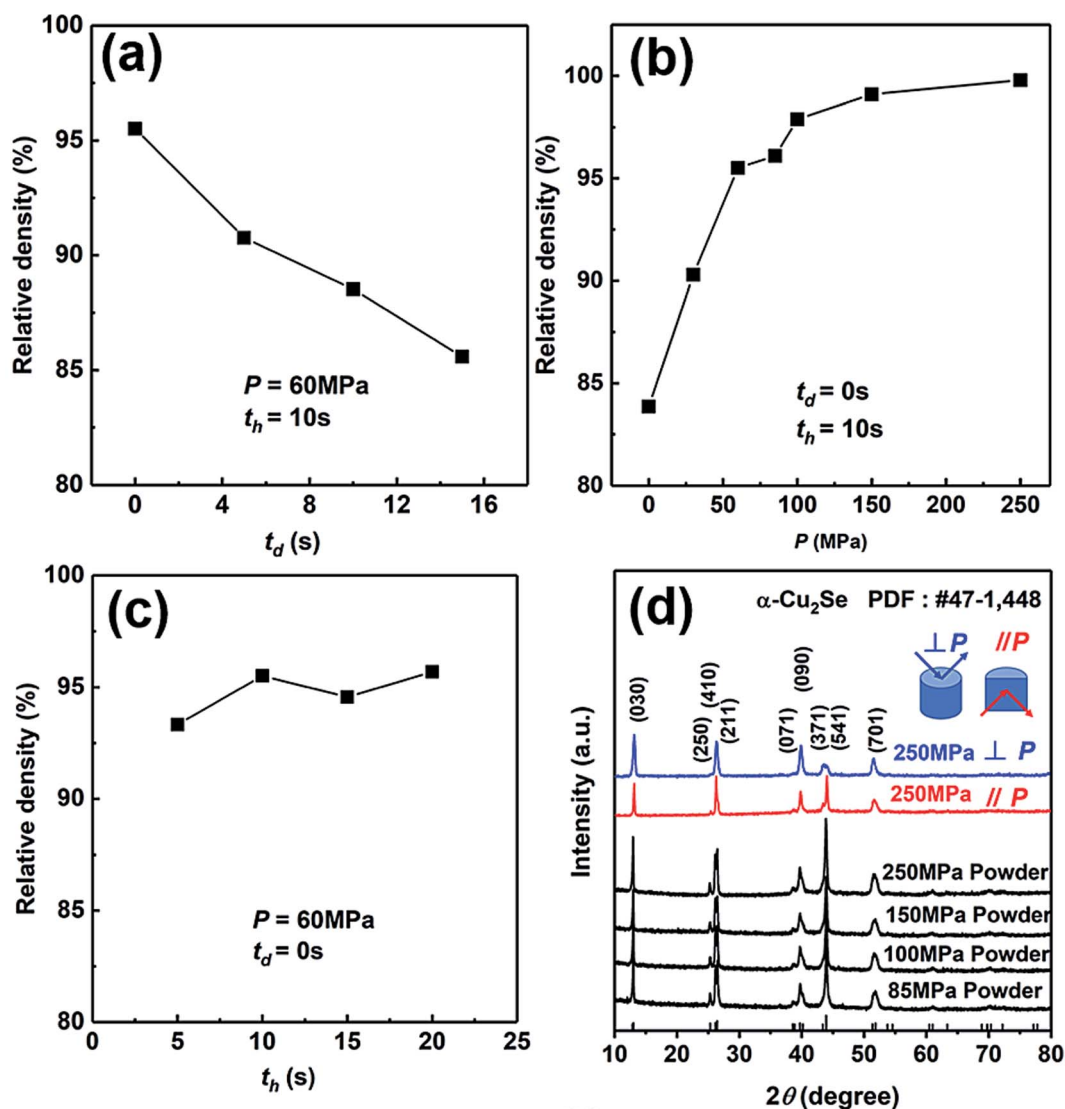 (a)
100
95
90
85
80
Relative density (%)
P = 60MPa
t_h = 10s
0 4 8 12 16
t_d (s)
(b)
100
95
90
85
80
Relative density (%)
t_d = 0s
t_h = 10s
0 50 100 150 200 250
P (MPa)
(c)
100
95
90
85
80
Relative density (%)
P = 60MPa
t_d = 0s
0 5 10 15 20 25
t_h (s)
(d)
α-Cu₂Se PDF : #47-1,448
⊥P //P
(030)
(250)
(410)
(211)
(071)
(090)
(371)
(541)
(701)
250MPa ⊥ P
250MPa // P
250MPa Powder
150MPa Powder
100MPa Powder
85MPa Powder
Intensity (a.u.)
10 20 30 40 50 60 70 80
2θ (degree)